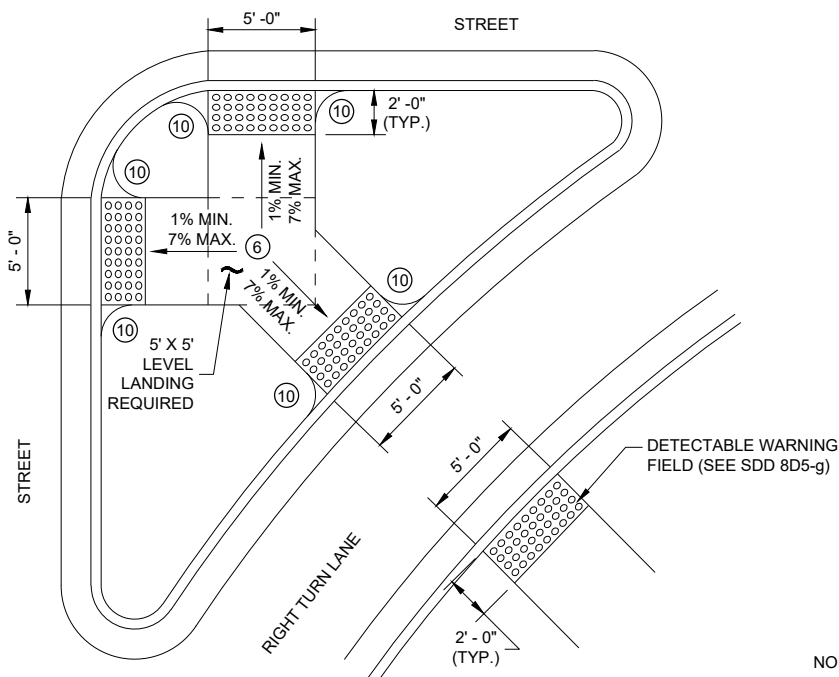 5' -0"
STREET
2' -0"
(TYP.)
10
10
10
1% MIN.
7% MAX.
5' - 0"
1% MIN.
7% MAX.
6
1% MIN.
7% MAX.
10
10
5' X 5'
LEVEL
LANDING
REQUIRED
10
5' - 0"
STREET
5' - 0"
DETECTABLE WARNING
FIELD (SEE SDD 8D5-g)
RIGHT TURN LANE
2' - 0"
(TYP.)
NO